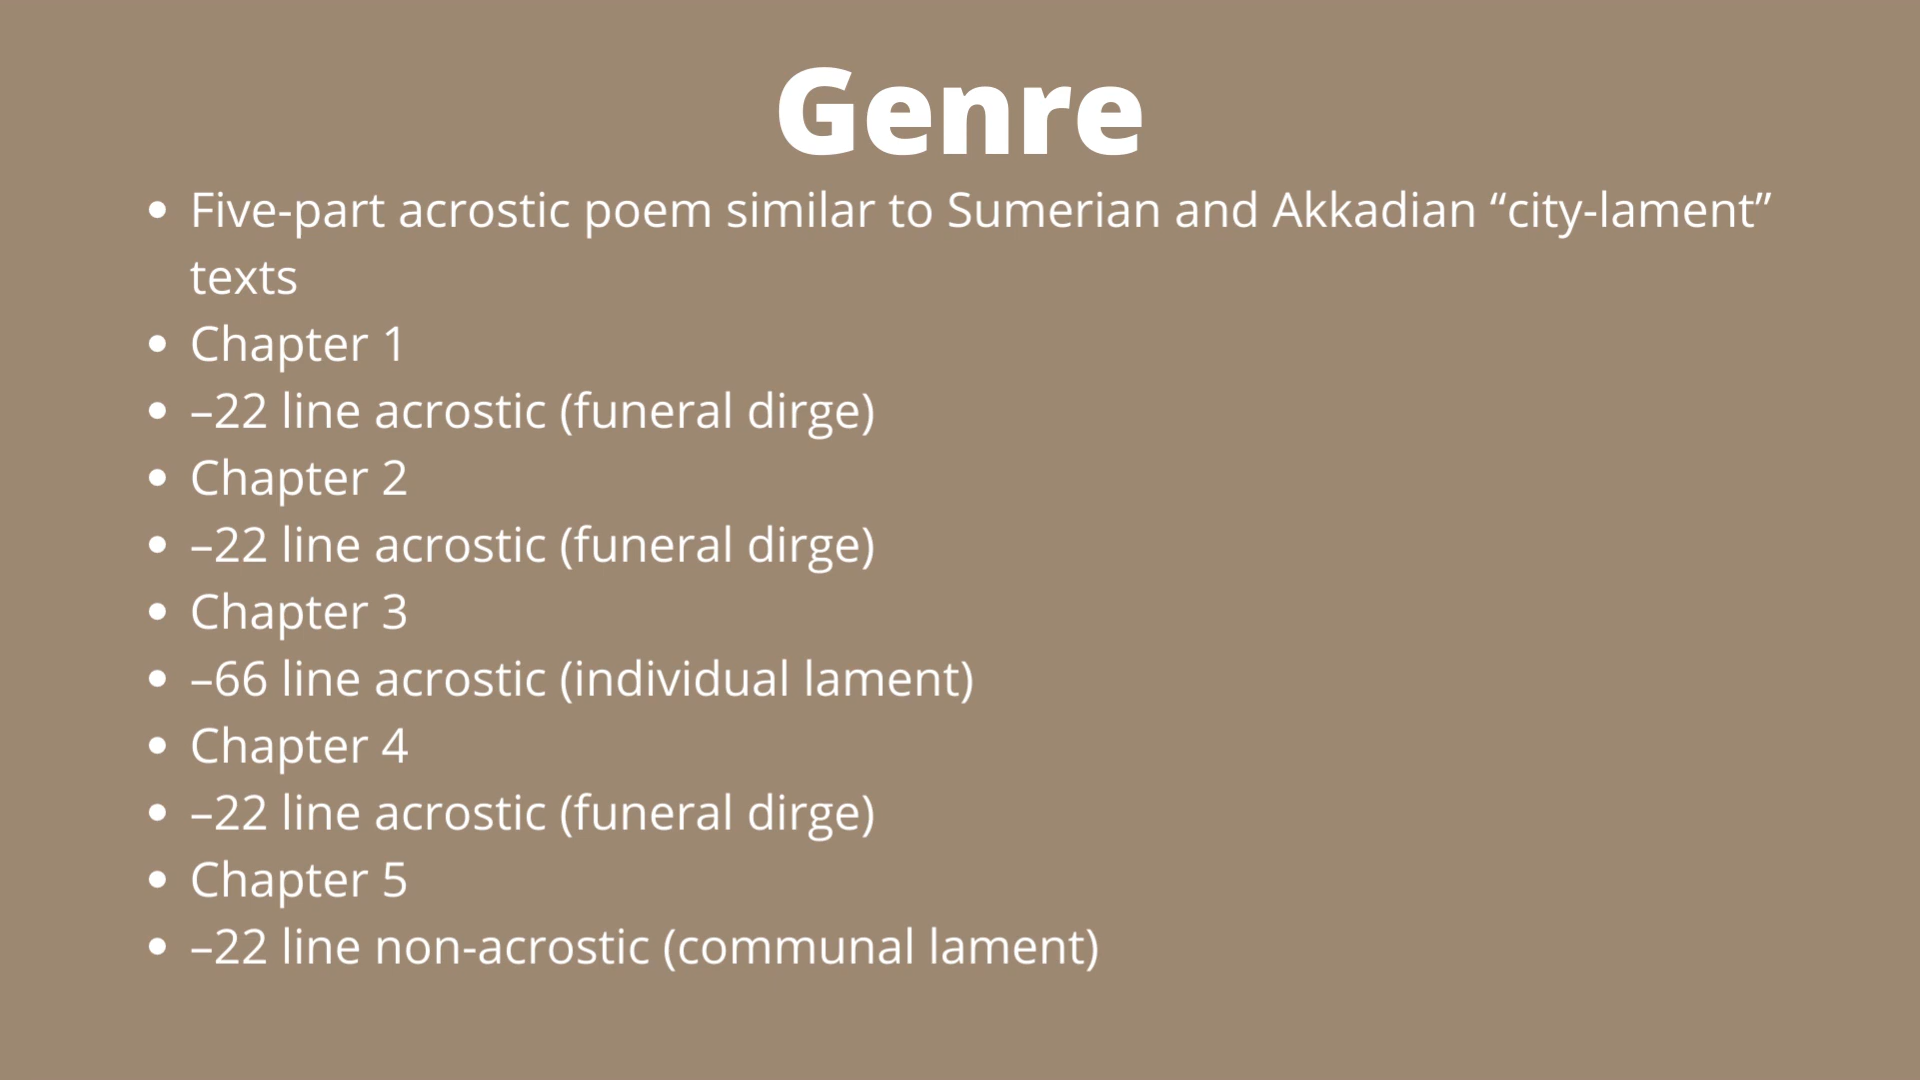 Genre
• Five-part acrostic poem similar to Sumerian and Akkadian “city-lament”
texts
• Chapter 1
• –22 line acrostic (funeral dirge)
• Chapter 2
• –22 line acrostic (funeral dirge)
• Chapter 3
• –66 line acrostic (individual lament)
• Chapter 4
• –22 line acrostic (funeral dirge)
• Chapter 5
• –22 line non-acrostic (communal lament)